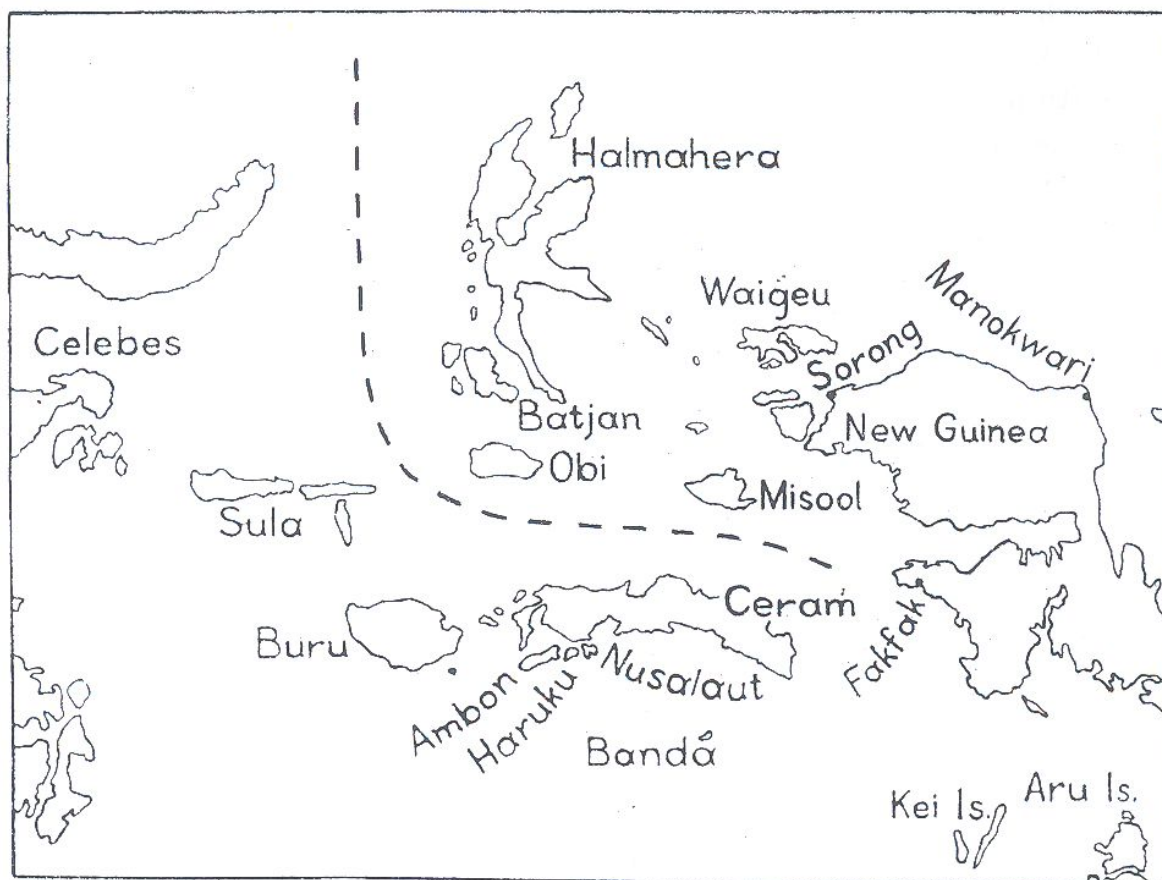 Halmahera
Waigeu
Manokwari
Celebes
Sorong
Batjan
New Guinea
Obi
Misool
Sula
Ceram
Buru
Fakfak
Ambon
Haruku
Nusalaut
Banda
Kei Is.
Aru Is.